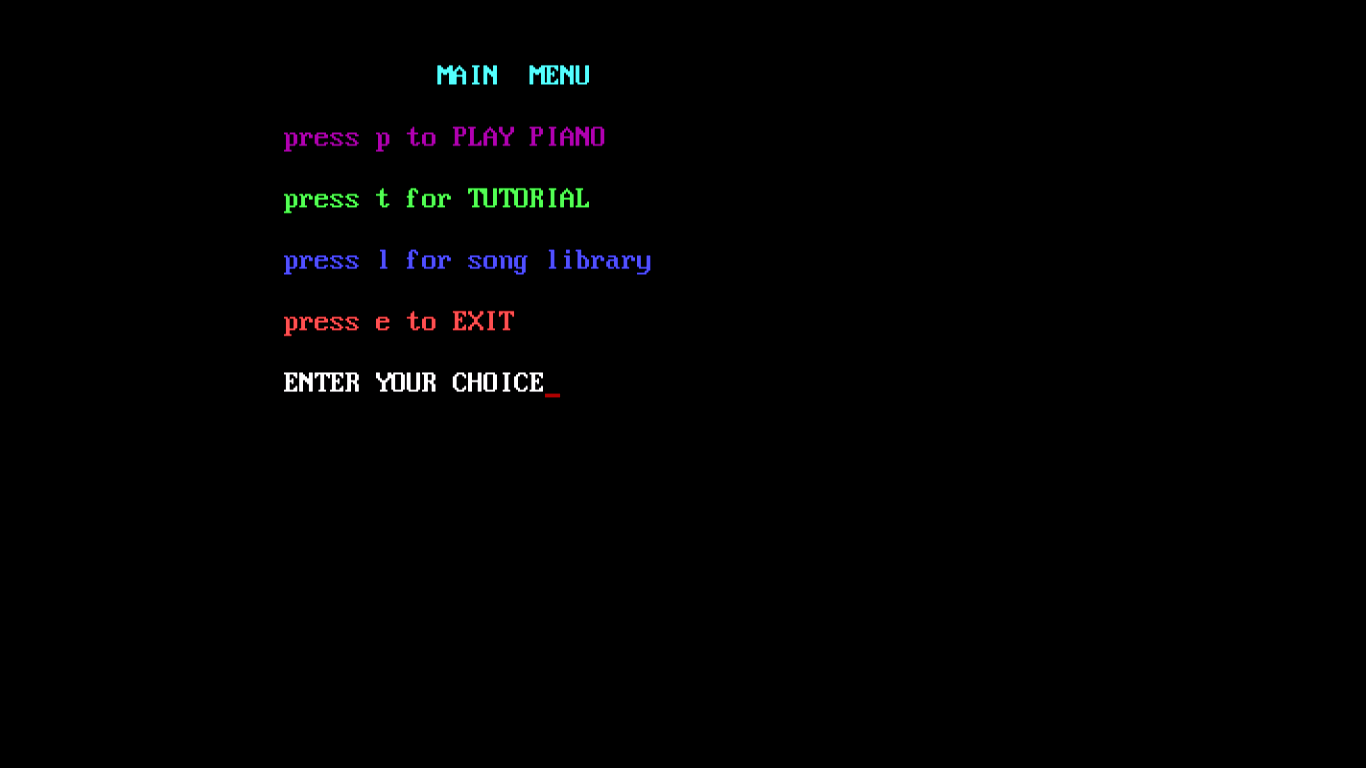 MAIN  MENU
press p to PLAY PIANO
press t for TUTORIAL
press l for song library
press e to EXIT
ENTER YOUR CHOICE_